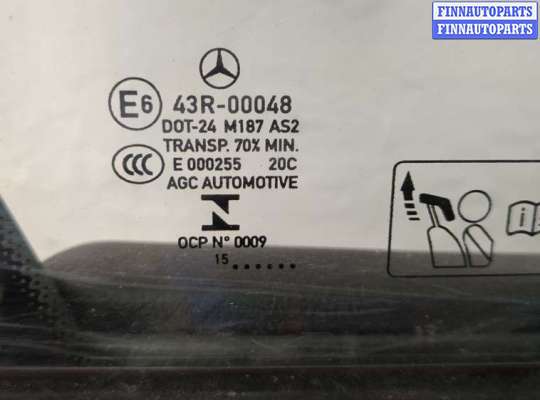 FINNAUTOPARTS
FINNAUTOPARTS
E6 43R-00048
DOT-24 M187 AS2
TRANSP. 70% MIN.
CCC E 000255 20C
AGC AUTOMOTIVE
OCP N° 0009
15......
i